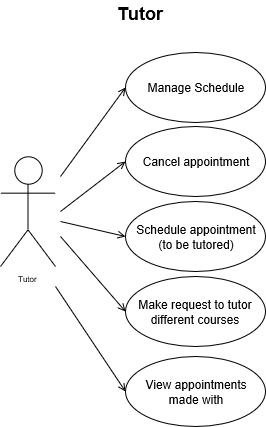 Tutor
Manage Schedule
Cancel appointment
Schedule appointment
(to be tutored)
Tutor
Make request to tutor
different courses
View appointments
made with